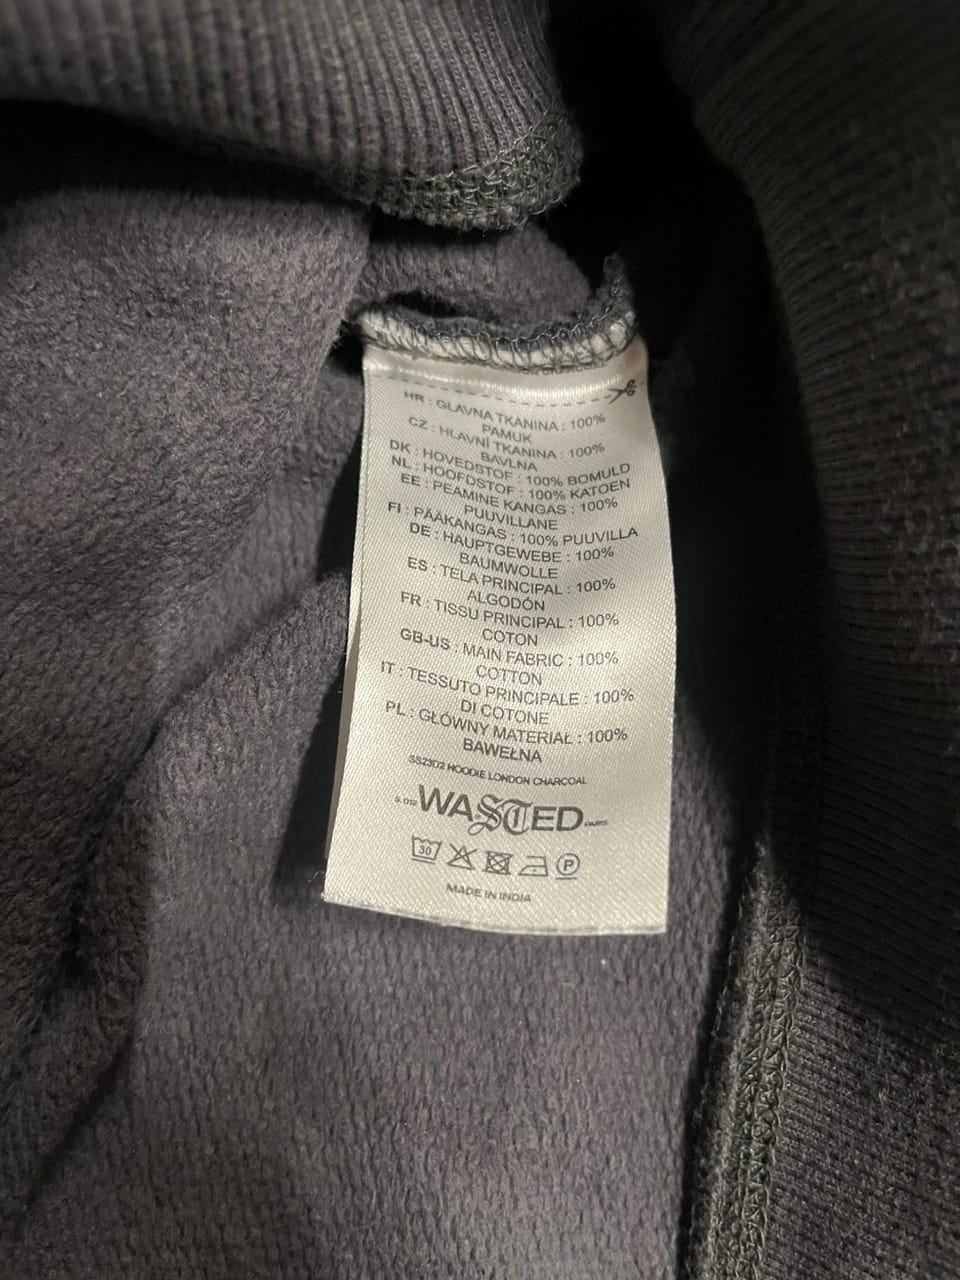 HR : GLAVNA TKANINA : 100%
PAMUK
CZ : HLAVNÍ TKANINA : 100%
BAVLNA
DK : HOVEDSTOF : 100% BOMULD
NL : HOOFDSTOF : 100% KATOEN
EE : PEAMINE KANGAS : 100%
PUUVILLANE
FI : PÄÄKANGAS : 100% PUUVILLA
DE : HAUPTGEWEBE : 100%
BAUMWOLLE
ES : TELA PRINCIPAL : 100%
ALGODÓN
FR : TISSU PRINCIPAL : 100%
COTON
GB-US : MAIN FABRIC : 100%
COTTON
IT : TESSUTO PRINCIPALE : 100%
DI COTONE
PL : GŁÓWNY MATERIAŁ : 100%
BAWEŁNA
SS23D2 HOODIE LONDON CHARCOAL
WASTED PARIS
30 P
MADE IN INDIA